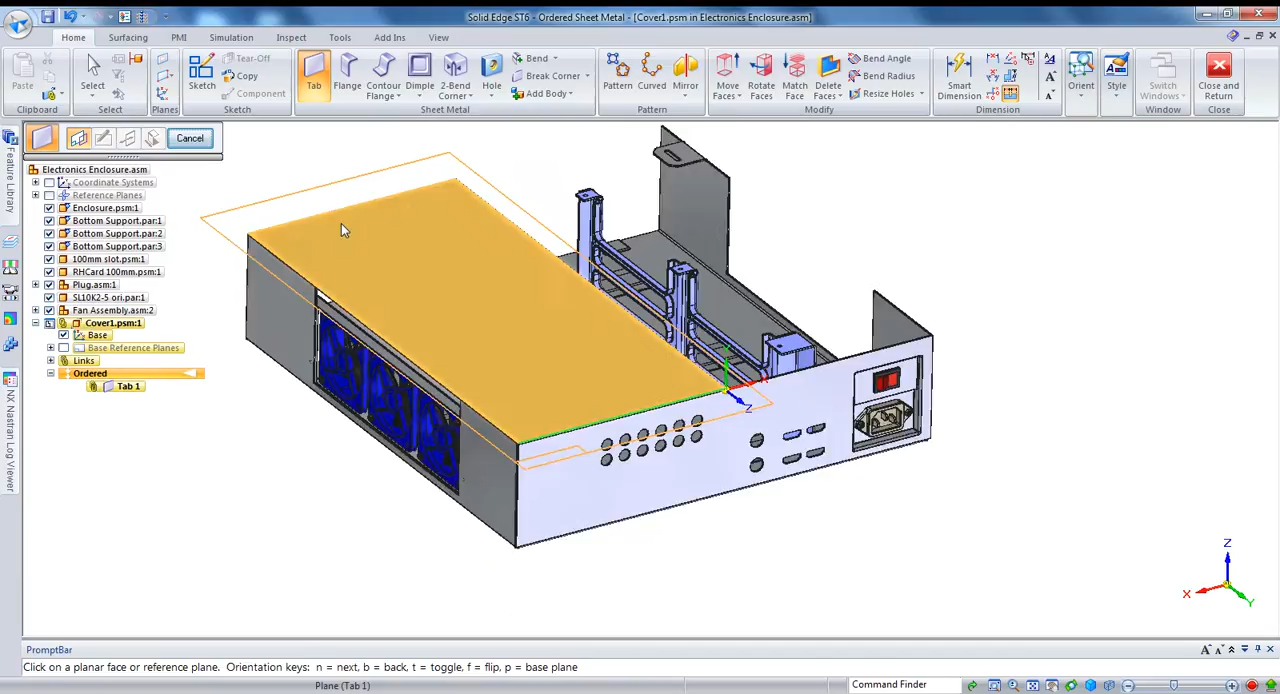 Solid Edge ST6 - Ordered Sheet Metal - [Cover1.psm in Electronics Enclosure.asm]
Home Surfacing PMI Simulation Inspect Tools Add Ins View
Paste
Clipboard
Select
Select
Planes
Sketch
Tear-Off
Copy
Component
Sketch
Tab
Flange
Contour Flange
Dimple
2-Bend Corner
Hole
Bend
Break Corner
Add Body
Sheet Metal
Pattern
Curved
Mirror
Pattern
Move Faces
Rotate Faces
Match Face
Delete Faces
Bend Angle
Bend Radius
Resize Holes
Modify
Smart Dimension
Dimension
Orient
Style
Switch Windows
Window
Close and Return
Close
Cancel
Feature Library
NX Nastran Log Viewer
Electronics Enclosure.asm
Coordinate Systems
Reference Planes
Enclosure.psm:1
Bottom Support.par:1
Bottom Support.par:2
Bottom Support.par:3
100mm slot.psm:1
RHCard 100mm.psm:1
Plug.asm:1
SL10K2-5 ori.par:1
Fan Assembly.asm:2
Cover1.psm:1
Base
Base Reference Planes
Links
Ordered
Tab 1
Z
Z
X
Y
PromptBar
Click on a planar face or reference plane. Orientation keys: n = next, b = back, t = toggle, f = flip, p = base plane
Plane (Tab 1)
Command Finder